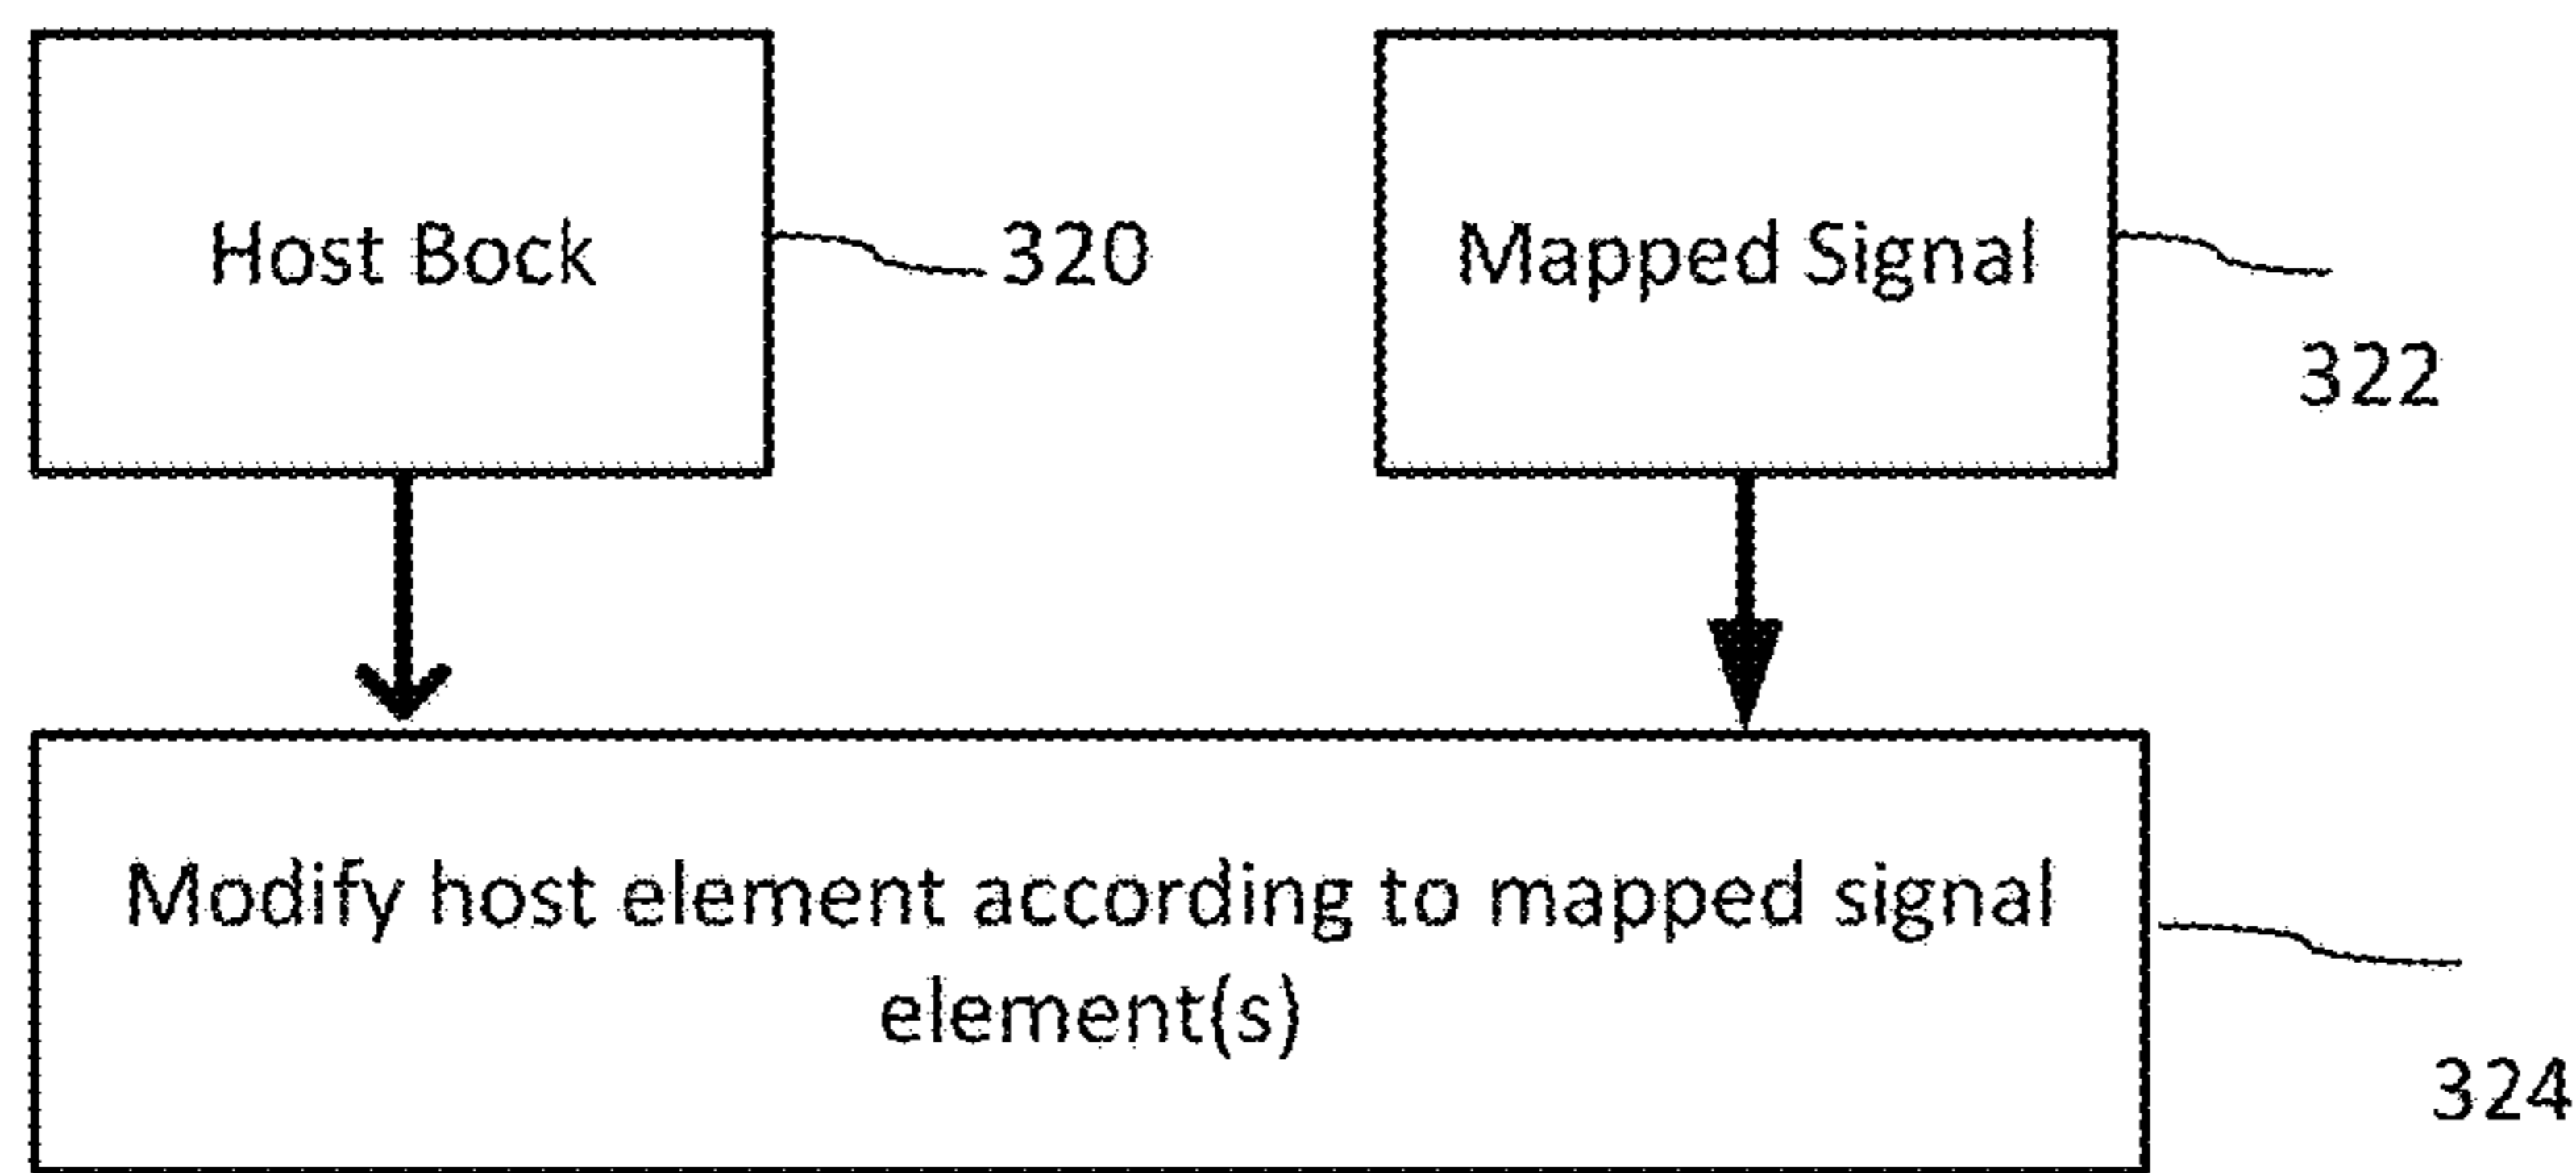 Host Bock
320
Mapped Signal
322
Modify host element according to mapped signal
element(s)
324